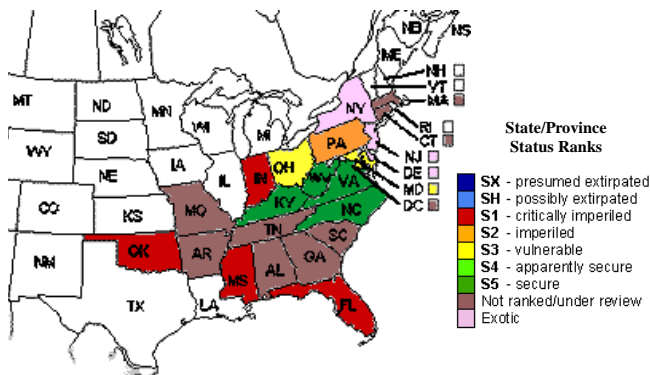 NB
NS
ME
NH
MT
ND
MN
VT
MA
WI
MI
NY
SD
RI
WY
CT
IA
PA
NE
NJ
OH
DE
IL
IN
MD
WV
VA
CO
DC
KS
MO
KY
NC
TN
OK
AR
SC
NM
MS
AL
GA
TX
LA
FL
State/Province
Status Ranks
SX - presumed extirpated
SH - possibly extirpated
S1 - critically imperiled
S2 - imperiled
S3 - vulnerable
S4 - apparently secure
S5 - secure
Not ranked/under review
Exotic